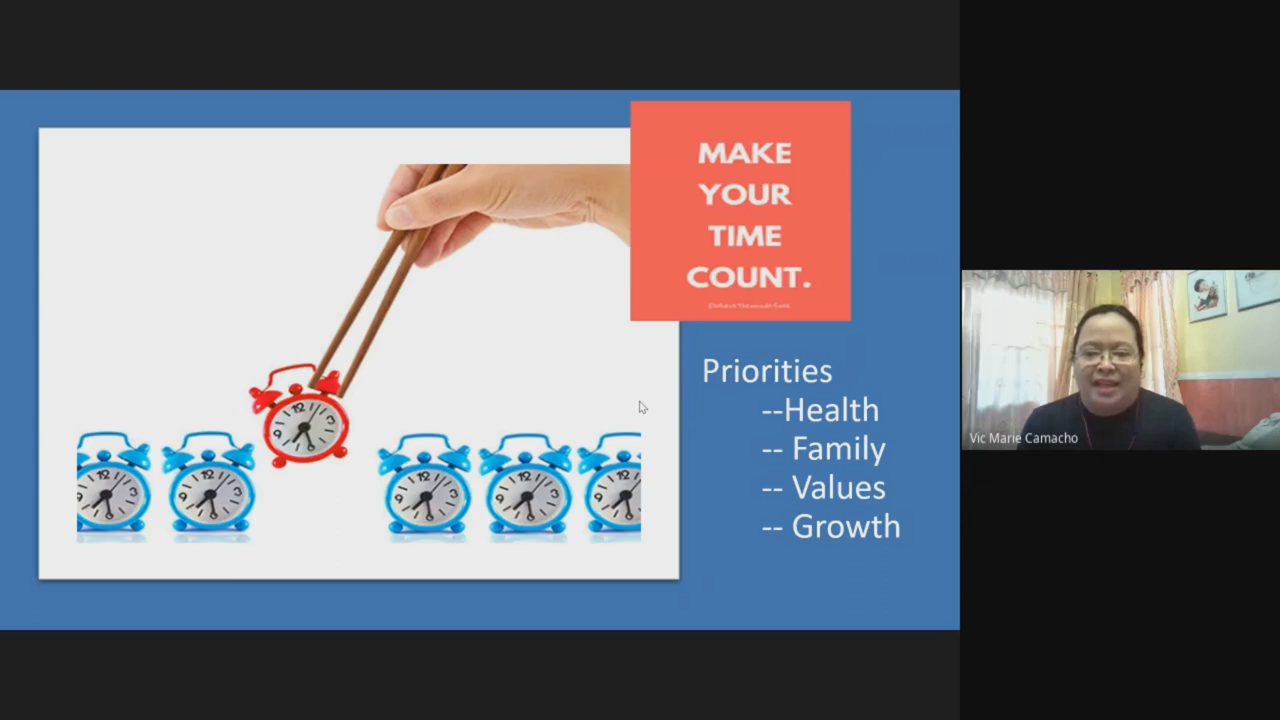 MAKE
YOUR
TIME
COUNT.
Priorities
--Health
-- Family
-- Values
-- Growth
Vic Marie Camacho